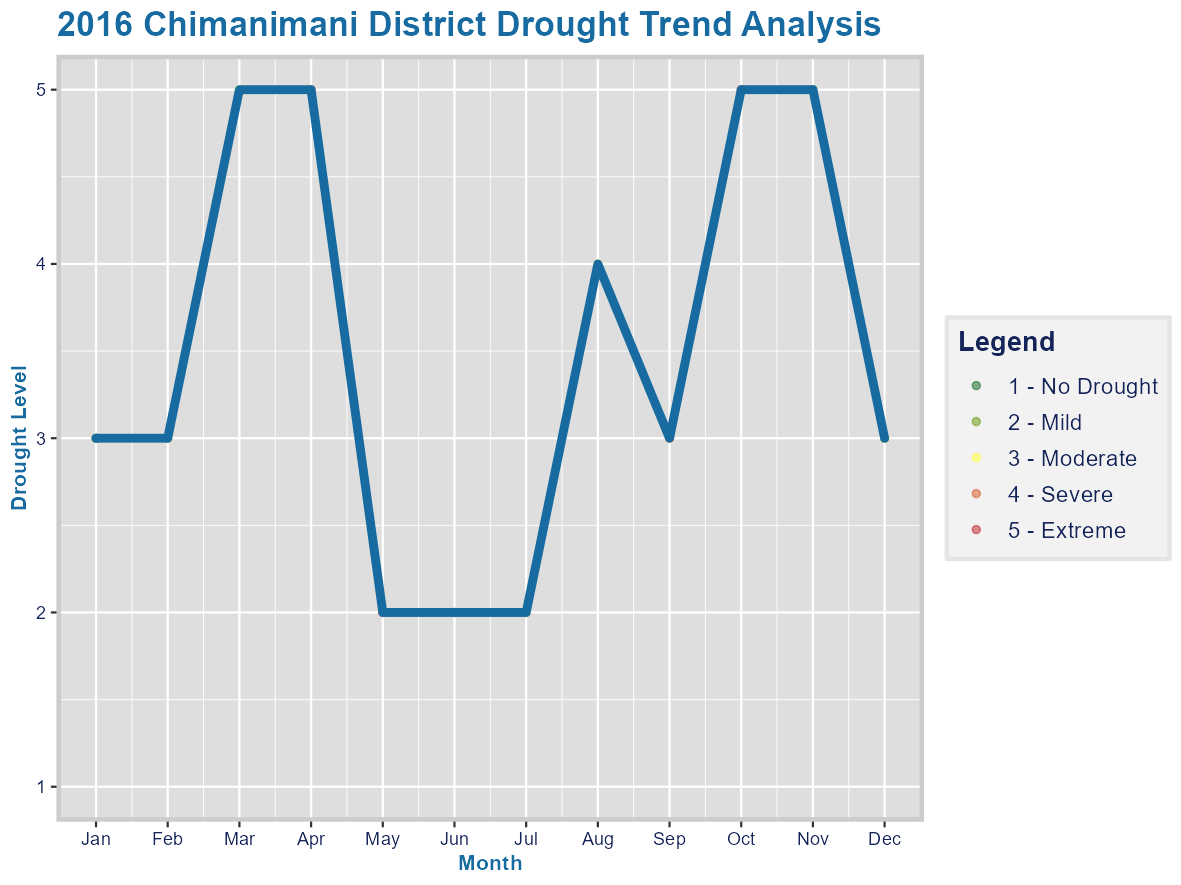 2016 Chimanimani District Drought Trend Analysis
5
4
3
2
1
Drought Level
Jan Feb Mar Apr May Jun Jul Aug Sep Oct Nov Dec
Month
Legend
1 - No Drought
2 - Mild
3 - Moderate
4 - Severe
5 - Extreme